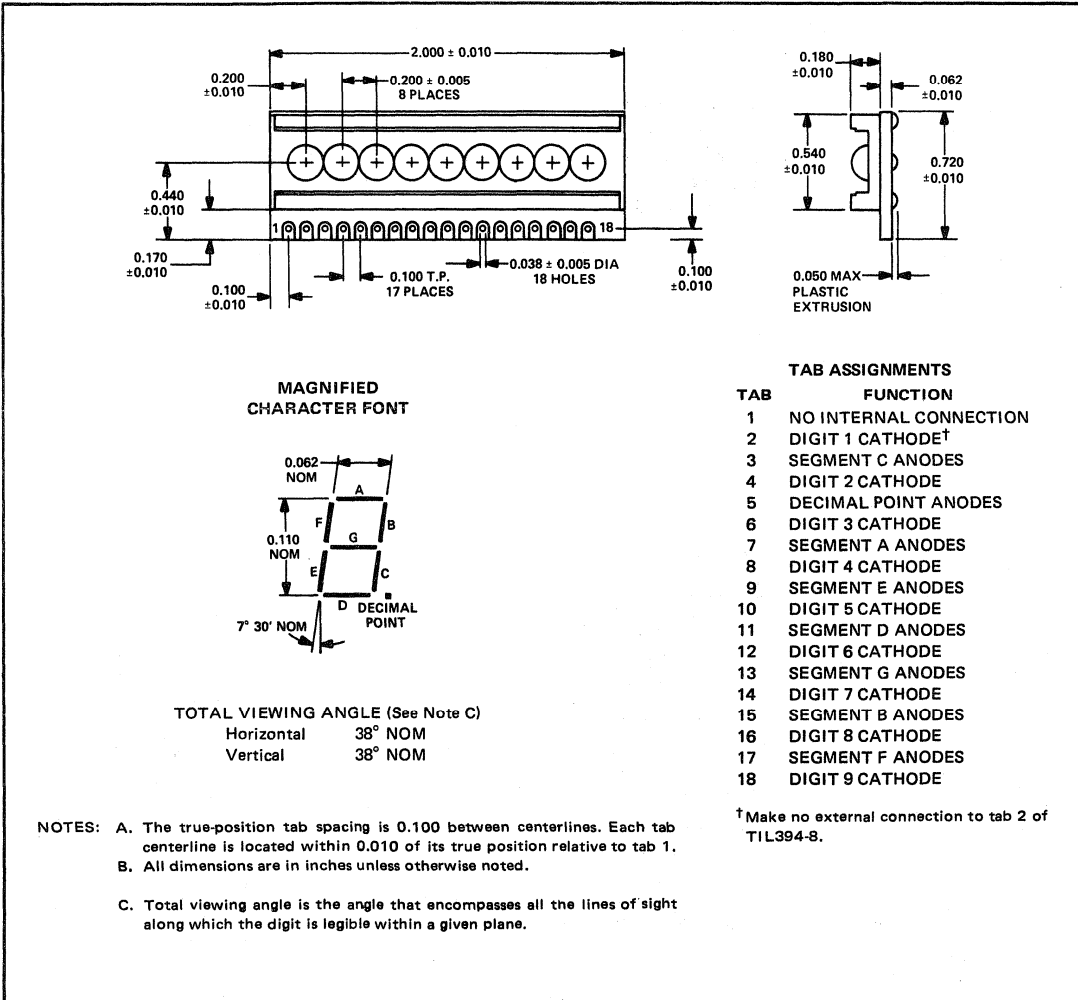 2.000 ± 0.010
0.200
±0.010
0.200 ± 0.005
8 PLACES
0.440
±0.010
0.170
±0.010
1
18
0.100
±0.010
0.100 T.P.
17 PLACES
0.038 ± 0.005 DIA
18 HOLES
0.100
±0.010
0.180
±0.010
0.062
±0.010
0.540
±0.010
0.720
±0.010
0.050 MAX
PLASTIC
EXTRUSION
MAGNIFIED
CHARACTER FONT
0.062
NOM
A
F
B
G
0.110
NOM
E
C
D
DECIMAL
POINT
7° 30′ NOM
TOTAL VIEWING ANGLE (See Note C)
Horizontal 38° NOM
Vertical 38° NOM
TAB ASSIGNMENTS
TAB FUNCTION
1 NO INTERNAL CONNECTION
2 DIGIT 1 CATHODE†
3 SEGMENT C ANODES
4 DIGIT 2 CATHODE
5 DECIMAL POINT ANODES
6 DIGIT 3 CATHODE
7 SEGMENT A ANODES
8 DIGIT 4 CATHODE
9 SEGMENT E ANODES
10 DIGIT 5 CATHODE
11 SEGMENT D ANODES
12 DIGIT 6 CATHODE
13 SEGMENT G ANODES
14 DIGIT 7 CATHODE
15 SEGMENT B ANODES
16 DIGIT 8 CATHODE
17 SEGMENT F ANODES
18 DIGIT 9 CATHODE
†Make no external connection to tab 2 of
TIL394-8.
NOTES: A. The true-position tab spacing is 0.100 between centerlines. Each tab
centerline is located within 0.010 of its true position relative to tab 1.
B. All dimensions are in inches unless otherwise noted.
C. Total viewing angle is the angle that encompasses all the lines of sight
along which the digit is legible within a given plane.